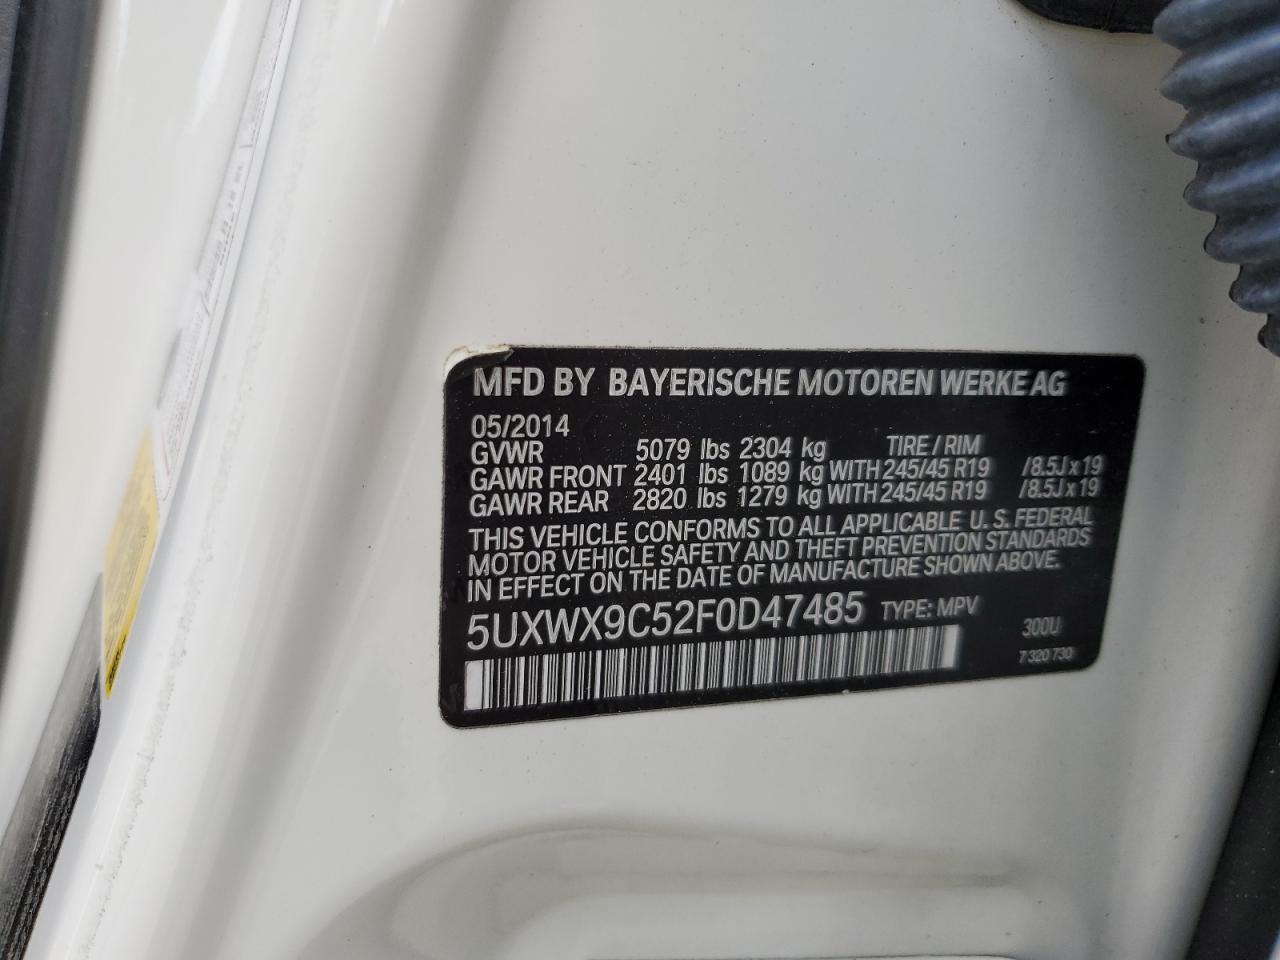 MFD BY BAYERISCHE MOTOREN WERKE AG
05/2014
GVWR 5079 lbs 2304 kg TIRE / RIM
GAWR FRONT 2401 lbs 1089 kg WITH 245/45 R19 /8.5J x 19
GAWR REAR 2820 lbs 1279 kg WITH 245/45 R19 /8.5J x 19
THIS VEHICLE CONFORMS TO ALL APPLICABLE U. S. FEDERAL
MOTOR VEHICLE SAFETY AND THEFT PREVENTION STANDARDS
IN EFFECT ON THE DATE OF MANUFACTURE SHOWN ABOVE.
5UXWX9C52F0D47485 TYPE: MPV
300U
7 320 730